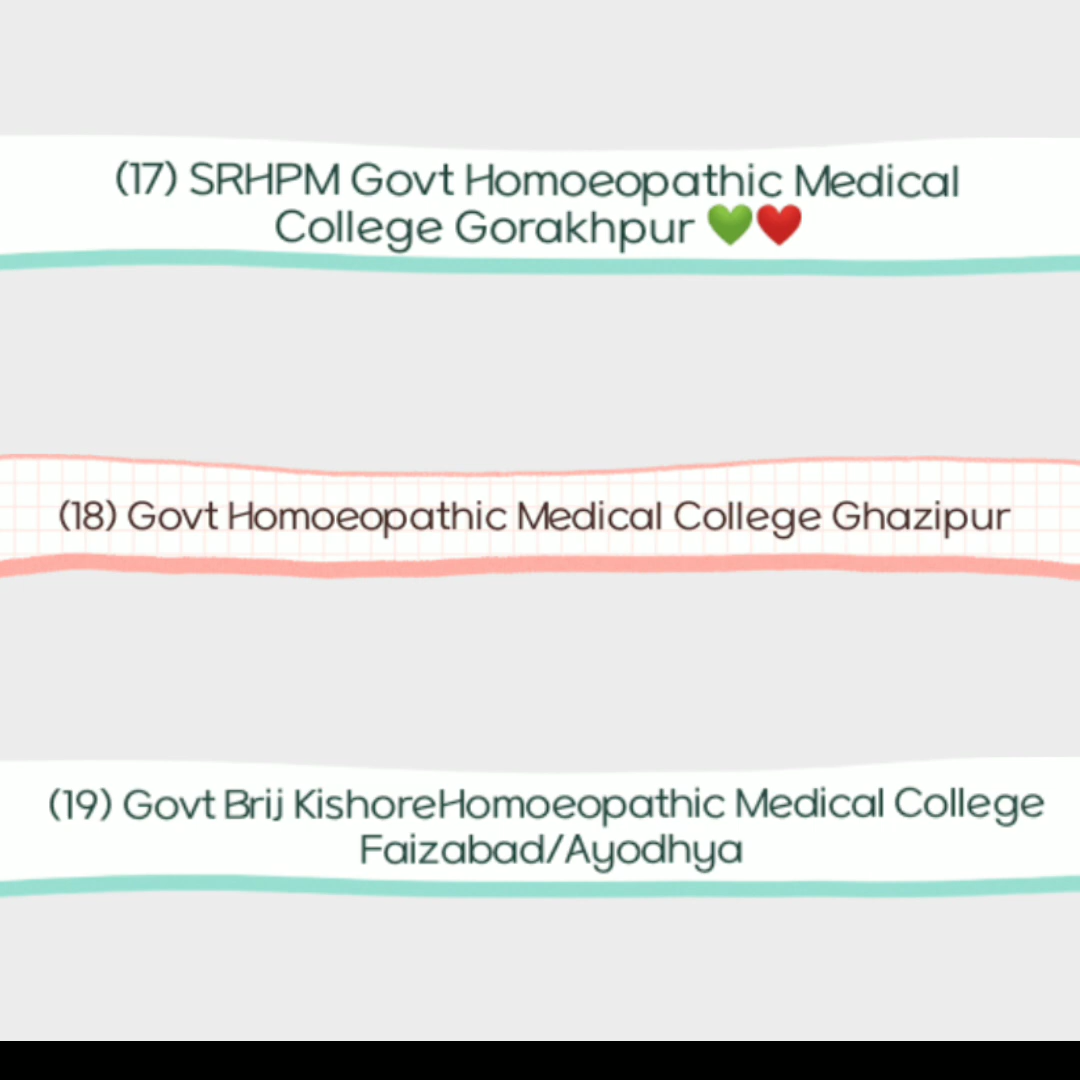 (17) SRHPM Govt Homoeopathic Medical
College Gorakhpur 💚❤️
(18) Govt Homoeopathic Medical College Ghazipur
(19) Govt Brij KishoreHomoeopathic Medical College
Faizabad/Ayodhya